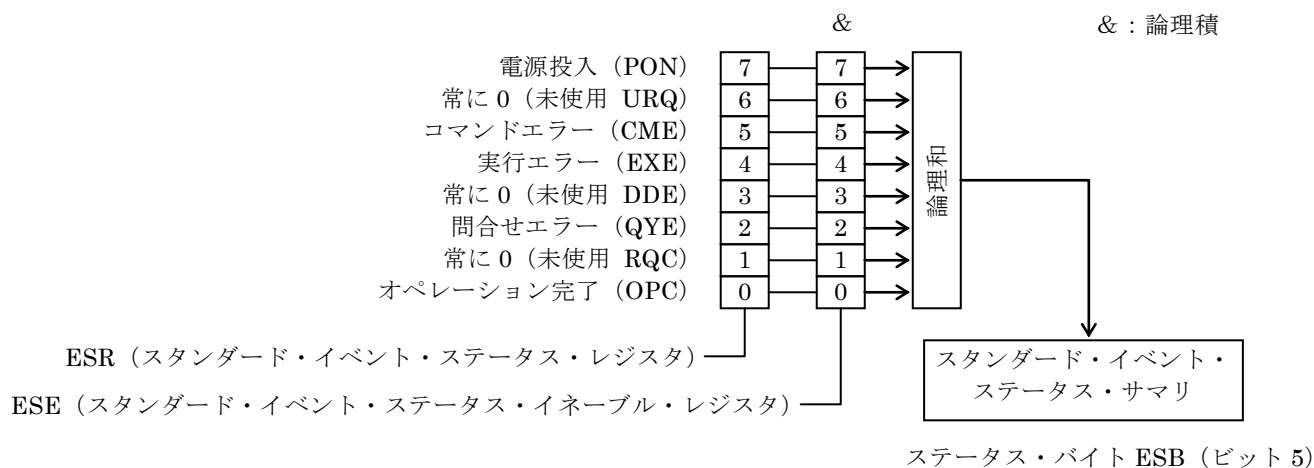 &
&:論理積
電源投入(PON) 7 7
常に 0(未使用 URQ) 6 6
コマンドエラー(CME) 5 5
実行エラー(EXE) 4 4
常に 0(未使用 DDE) 3 3
問合せエラー(QYE) 2 2
常に 0(未使用 RQC) 1 1
オペレーション完了(OPC) 0 0
論理和
ESR(スタンダード・イベント・ステータス・レジスタ)
ESE(スタンダード・イベント・ステータス・イネーブル・レジスタ)
スタンダード・イベント・
ステータス・サマリ
ステータス・バイト ESB(ビット 5)